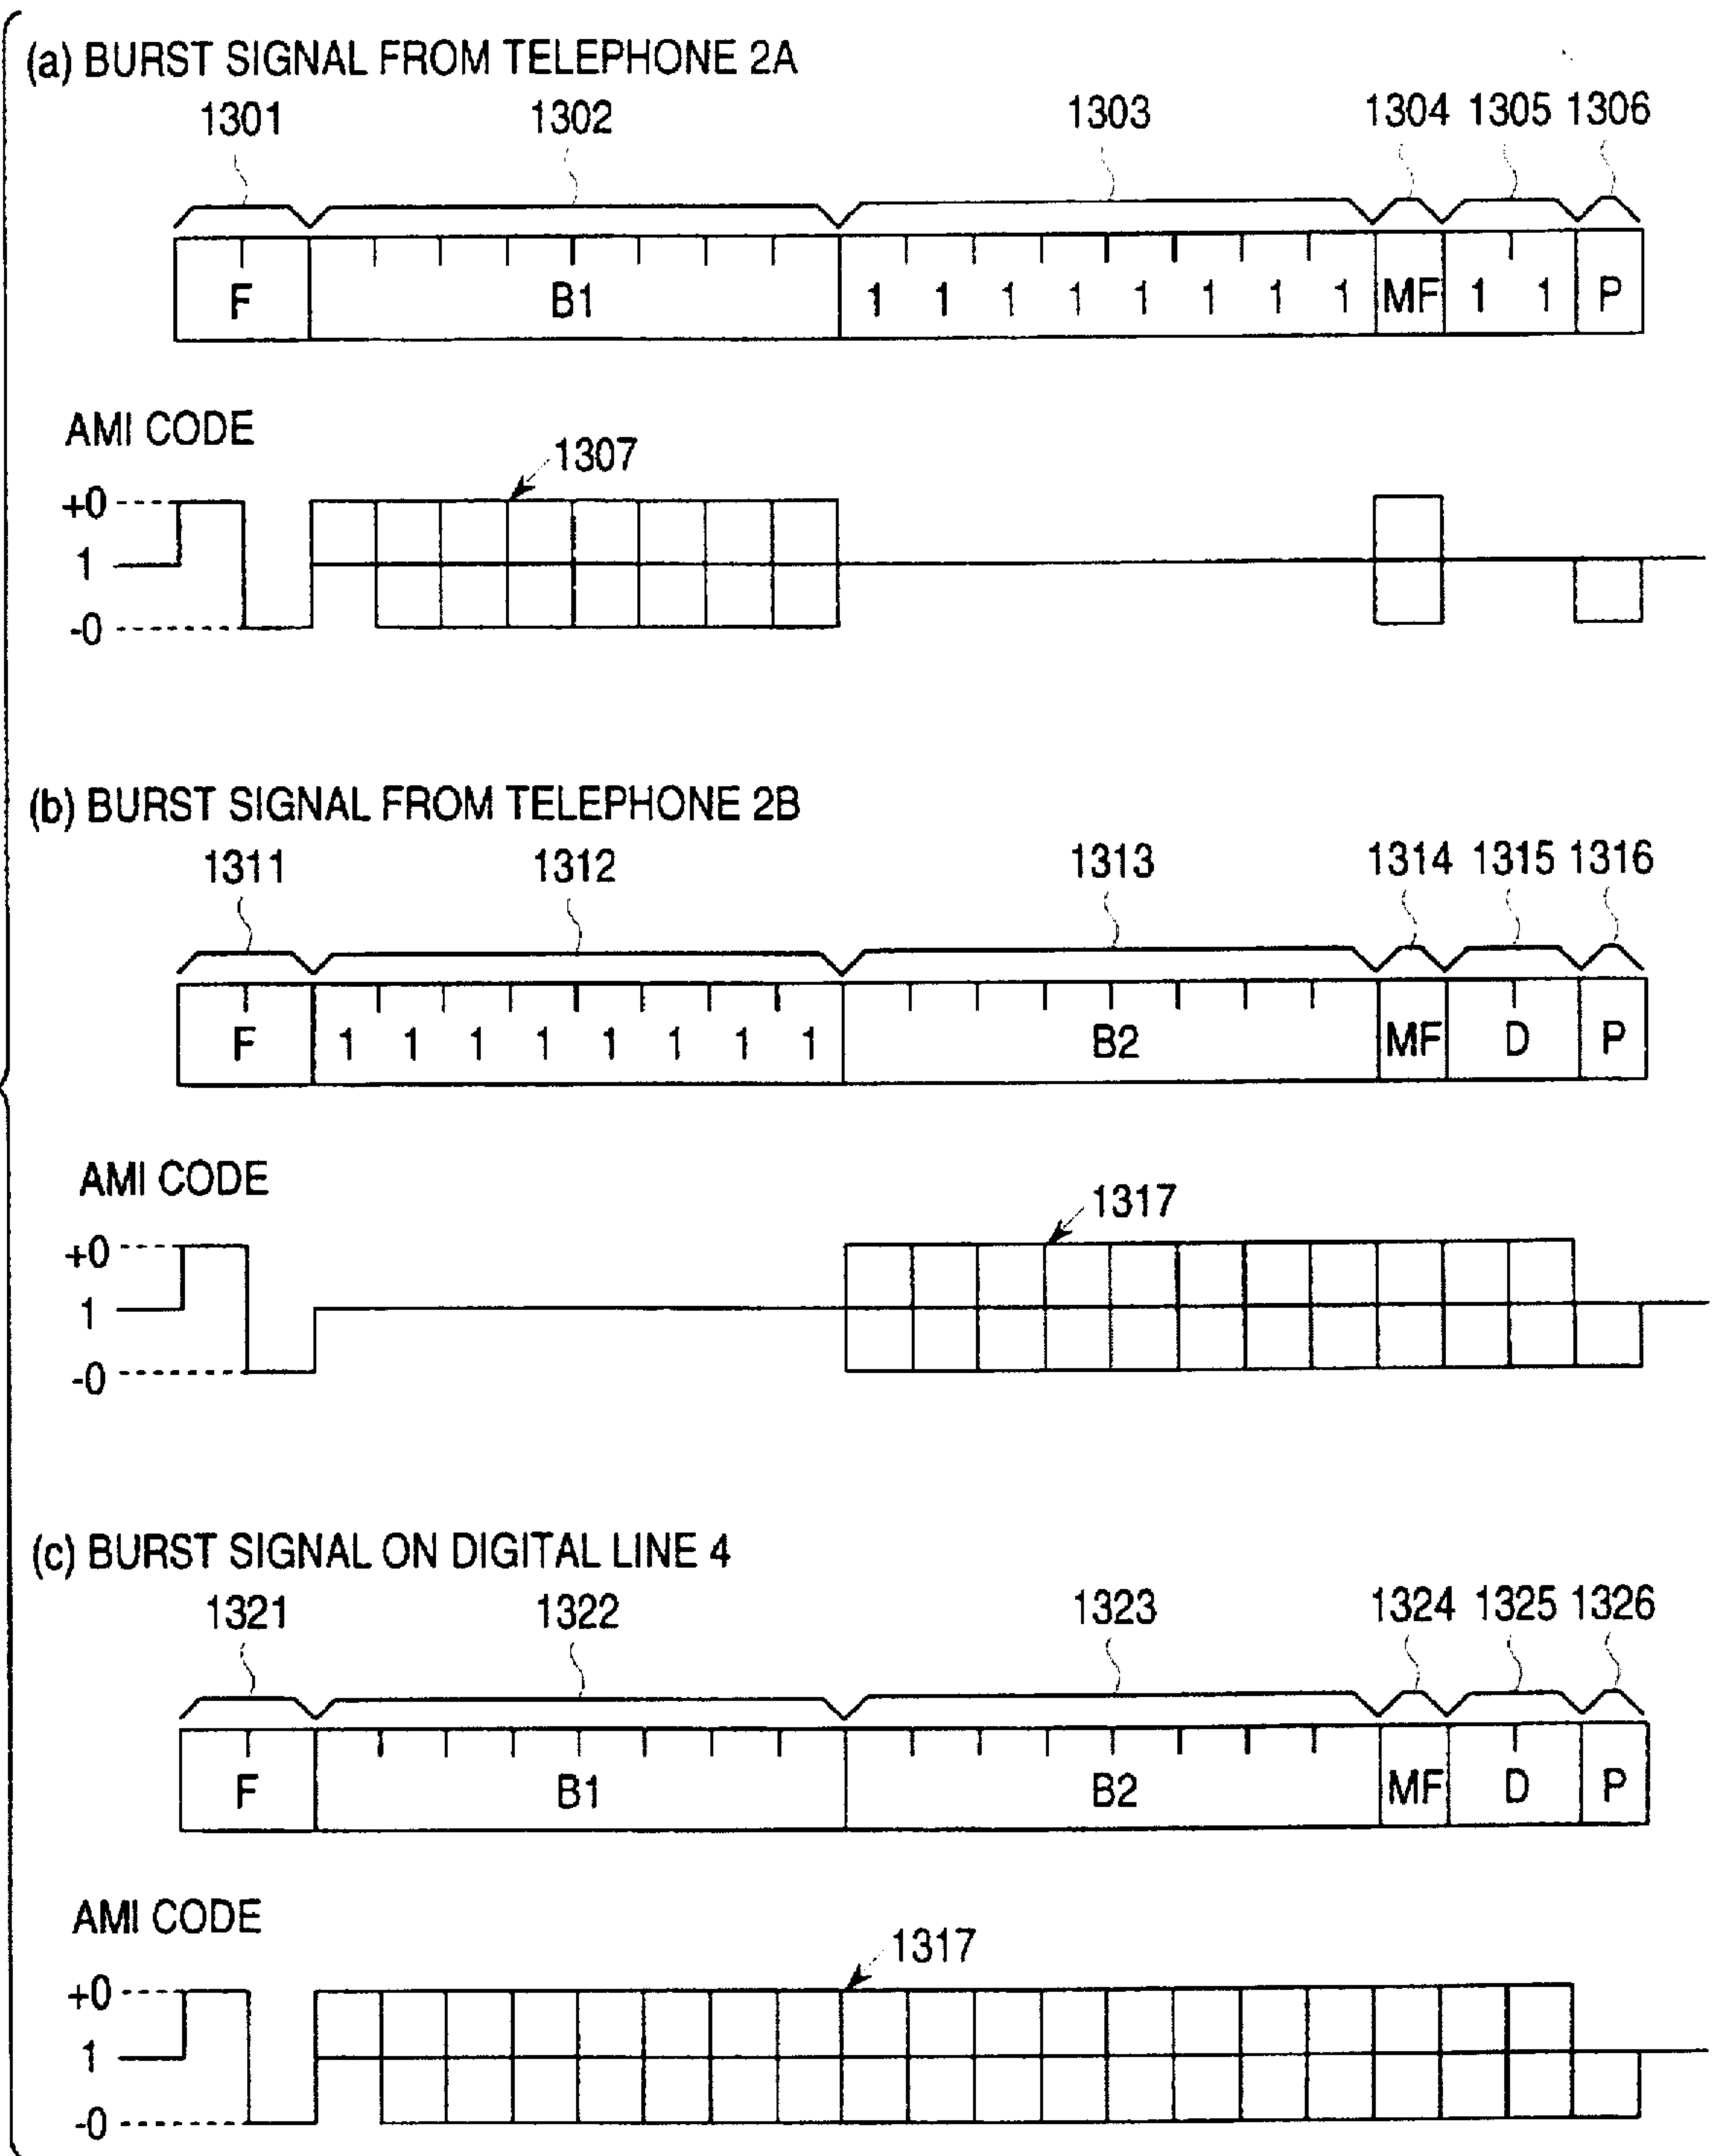 (a) BURST SIGNAL FROM TELEPHONE 2A
1301 1302 1303 1304 1305 1306
F B1 1 1 1 1 1 1 1 1 MF 1 1 P
AMI CODE
1307
+0
1
-0
(b) BURST SIGNAL FROM TELEPHONE 2B
1311 1312 1313 1314 1315 1316
F 1 1 1 1 1 1 1 1 B2 MF D P
AMI CODE
1317
+0
1
-0
(c) BURST SIGNAL ON DIGITAL LINE 4
1321 1322 1323 1324 1325 1326
F B1 B2 MF D P
AMI CODE
1317
+0
1
-0